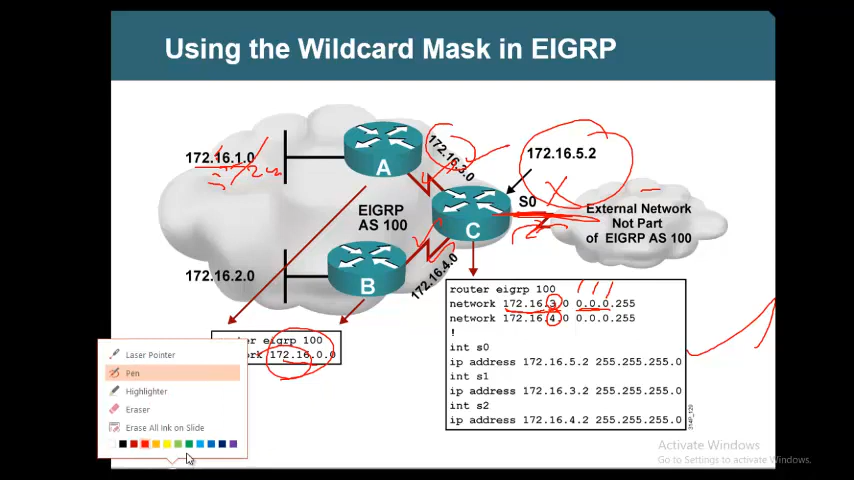 Using the Wildcard Mask in EIGRP
172.16.1.0
A
172.16.3.0
172.16.5.2
S0
C
External Network
Not Part
of EIGRP AS 100
EIGRP
AS 100
172.16.2.0
B
172.16.4.0
router eigrp 100
network 172.16.3.0 0.0.0.255
network 172.16.4.0 0.0.0.255
!
int s0
ip address 172.16.5.2 255.255.255.0
int s1
ip address 172.16.3.2 255.255.255.0
int s2
ip address 172.16.4.2 255.255.255.0
eigrp 100
172.16.0.0
Laser Pointer
Pen
Highlighter
Eraser
Erase All Ink on Slide
Activate Windows
Go to Settings to activate Windows.